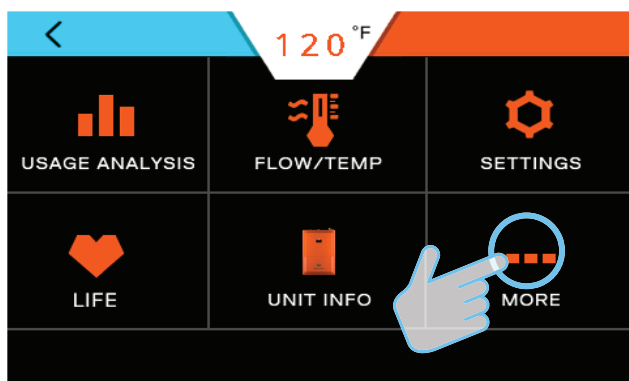 120°F
USAGE ANALYSIS
FLOW/TEMP
SETTINGS
LIFE
UNIT INFO
MORE